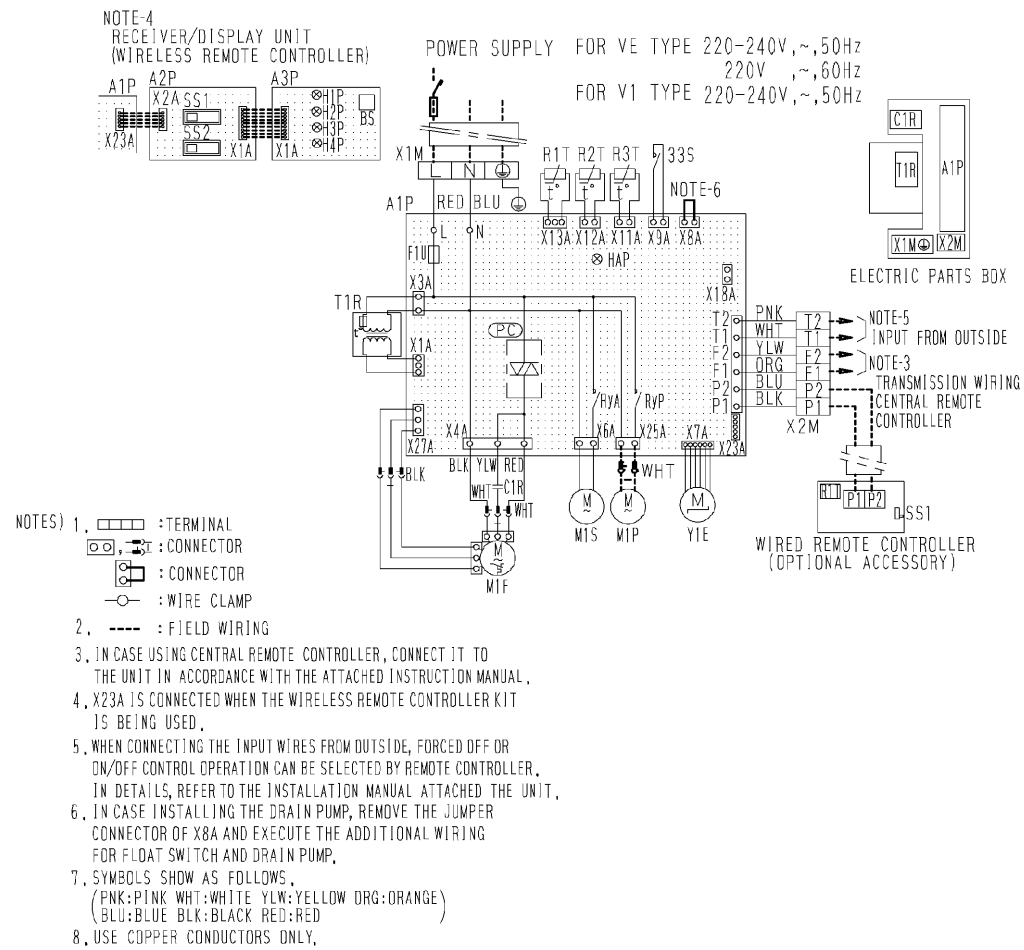 NOTE-4
RECEIVER/DISPLAY UNIT
(WIRELESS REMOTE CONTROLLER)
A1P
A2P
A3P
X2A
SS1
SS2
X23A
X1A
X1A
H1P
H2P
H3P
H4P
BS
POWER SUPPLY
FOR VE TYPE 220-240V,~,50Hz
220V ,~,60Hz
FOR V1 TYPE 220-240V,~,50Hz
C1R
T1R
A1P
X1M
X2M
ELECTRIC PARTS BOX
X1M
L N
RED BLU
R1T R2T R3T
33S
NOTE-6
t° t° t°
A1P
L
N
X13A X12A X11A X9A X8A
HAP
F1U
X3A
X18A
T1R
t°
X1A
PC
T2 PNK T2
T1 WHT T1
F2 YLW F2
F1 ORG F1
P2 BLU P2
P1 BLK P1
X2M
NOTE-5
INPUT FROM OUTSIDE
NOTE-3
TRANSMISSION WIRING
CENTRAL REMOTE
CONTROLLER
RyA
RyP
X27A
X4A
X6A
X25A
X7A
X23A
BLK YLW RED
BLK
WHT
C1R
WHT
WHT
M
~
M1S
M
~
M1P
M
Y1E
M
~
M1F
R1T
P1 P2
SS1
WIRED REMOTE CONTROLLER
(OPTIONAL ACCESSORY)
NOTES) 1. :TERMINAL
, :CONNECTOR
:CONNECTOR
:WIRE CLAMP
2. :FIELD WIRING
3. IN CASE USING CENTRAL REMOTE CONTROLLER, CONNECT IT TO
THE UNIT IN ACCORDANCE WITH THE ATTACHED INSTRUCTION MANUAL.
4. X23A IS CONNECTED WHEN THE WIRELESS REMOTE CONTROLLER KIT
IS BEING USED.
5. WHEN CONNECTING THE INPUT WIRES FROM OUTSIDE, FORCED OFF OR
ON/OFF CONTROL OPERATION CAN BE SELECTED BY REMOTE CONTROLLER.
IN DETAILS, REFER TO THE INSTALLATION MANUAL ATTACHED THE UNIT.
6. IN CASE INSTALLING THE DRAIN PUMP, REMOVE THE JUMPER
CONNECTOR OF X8A AND EXECUTE THE ADDITIONAL WIRING
FOR FLOAT SWITCH AND DRAIN PUMP.
7. SYMBOLS SHOW AS FOLLOWS.
(PNK:PINK WHT:WHITE YLW:YELLOW ORG:ORANGE
BLU:BLUE BLK:BLACK RED:RED)
8. USE COPPER CONDUCTORS ONLY.